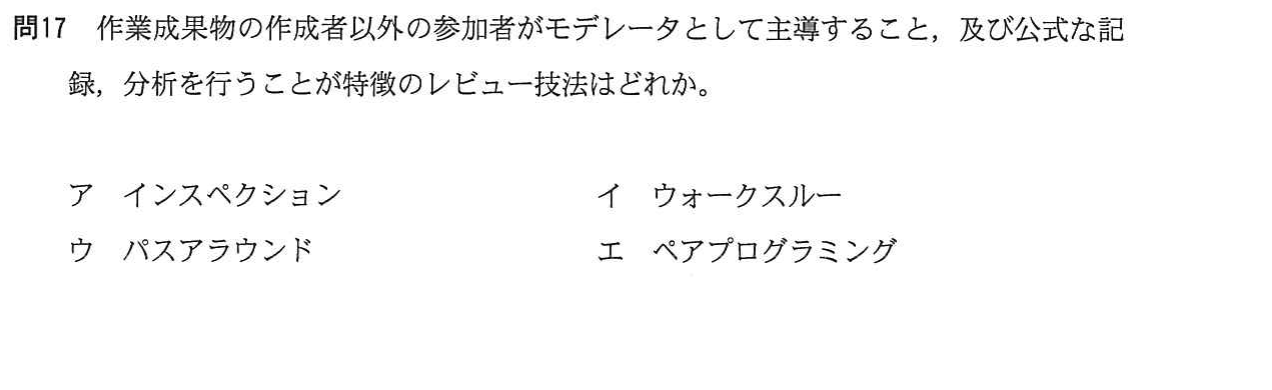 問17　作業成果物の作成者以外の参加者がモデレータとして主導すること，及び公式な記
録，分析を行うことが特徴のレビュー技法はどれか。
ア　インスペクション　イ　ウォークスルー
ウ　パスアラウンド　エ　ペアプログラミング